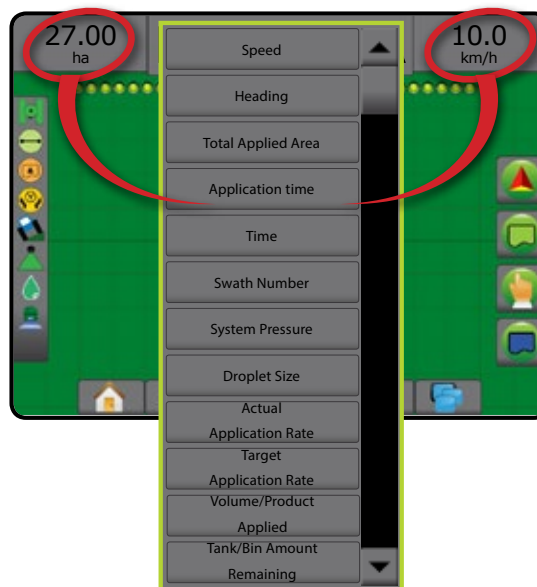 27.00
ha
10.0
km/h
Speed
Heading
Total Applied Area
Application time
Time
Swath Number
System Pressure
Droplet Size
Actual
Application Rate
Target
Application Rate
Volume/Product
Applied
Tank/Bin Amount
Remaining